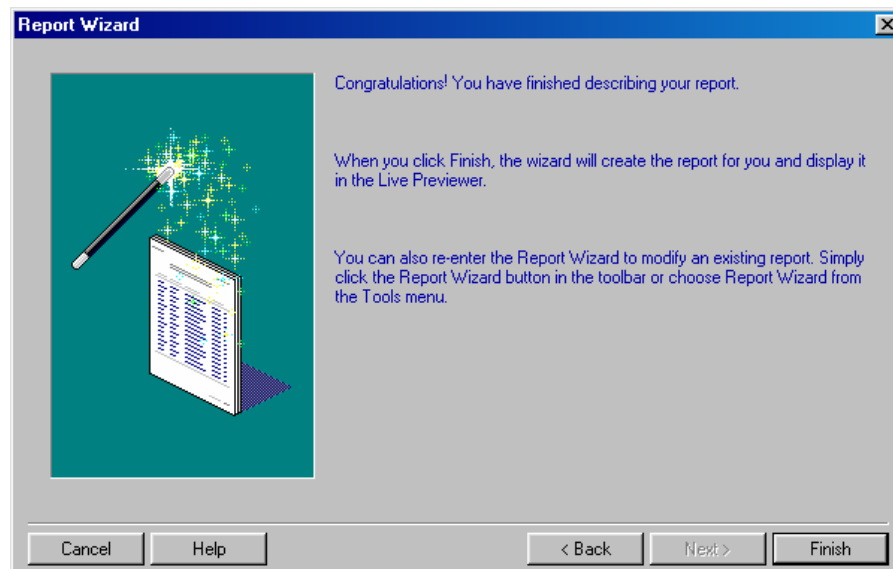 Report Wizard
Congratulations! You have finished describing your report.
When you click Finish, the wizard will create the report for you and display it
in the Live Previewer.
You can also re-enter the Report Wizard to modify an existing report. Simply
click the Report Wizard button in the toolbar or choose Report Wizard from
the Tools menu.
Cancel Help < Back Next > Finish